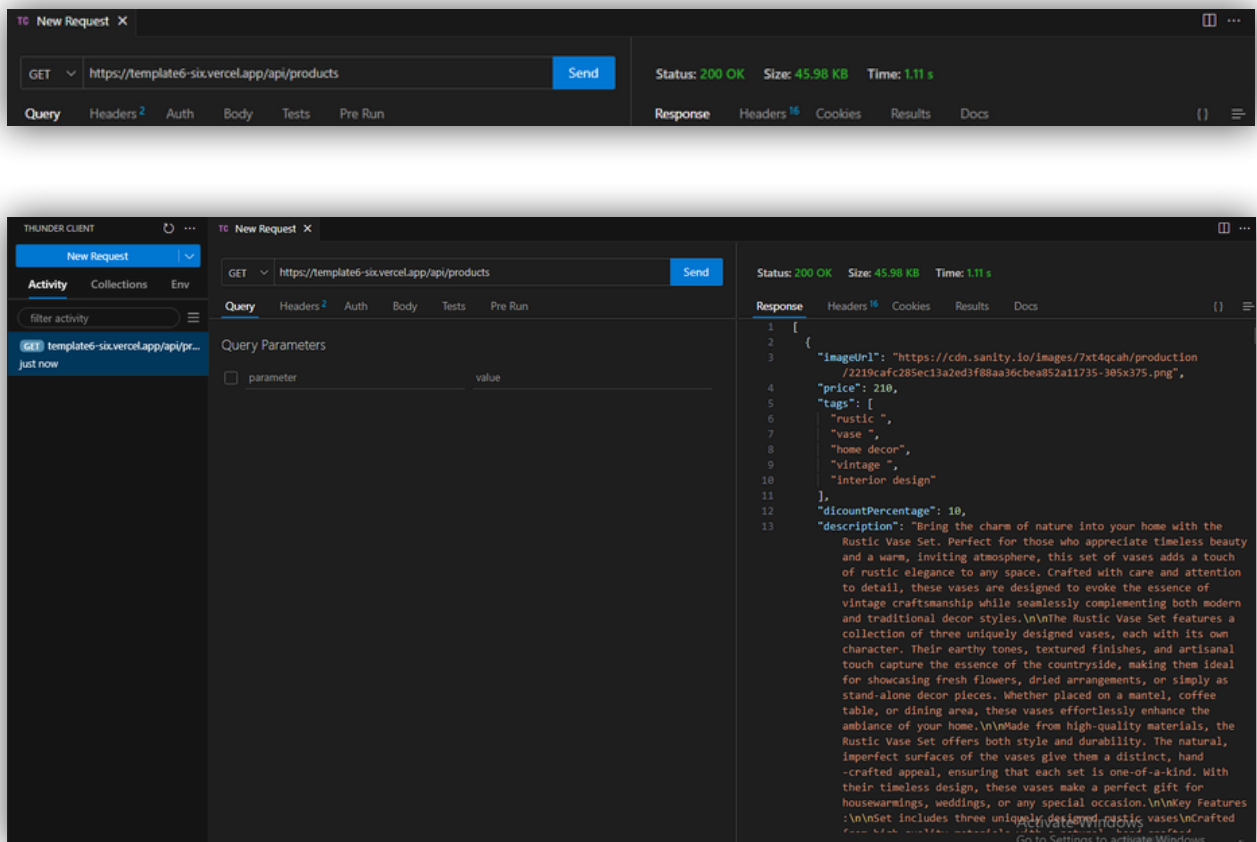 TC New Request X
GET https://template6-six.vercel.app/api/products Send
Status: 200 OK Size: 45.98 KB Time: 1.11 s
Query Headers 2 Auth Body Tests Pre Run
Response Headers 16 Cookies Results Docs {}
THUNDER CLIENT
New Request
Activity Collections Env
filter activity
GET template6-six.vercel.app/api/pr...
just now
TC New Request X
GET https://template6-six.vercel.app/api/products Send
Query Headers 2 Auth Body Tests Pre Run
Query Parameters
parameter value
Status: 200 OK Size: 45.98 KB Time: 1.11 s
Response Headers 16 Cookies Results Docs {}
1 [
2 {
3 "imageUrl": "https://cdn.sanity.io/images/7xt4qcah/production
/2219cafc285ec13a2ed3f88aa36cbea852a11735-305x375.png",
4 "price": 210,
5 "tags": [
6 "rustic ",
7 "vase ",
8 "home decor",
9 "vintage ",
10 "interior design"
11 ],
12 "dicountPercentage": 10,
13 "description": "Bring the charm of nature into your home with the
Rustic Vase Set. Perfect for those who appreciate timeless beauty
and a warm, inviting atmosphere, this set of vases adds a touch
of rustic elegance to any space. Crafted with care and attention
to detail, these vases are designed to evoke the essence of
vintage craftsmanship while seamlessly complementing both modern
and traditional decor styles.\n\nThe Rustic Vase Set features a
collection of three uniquely designed vases, each with its own
character. Their earthy tones, textured finishes, and artisanal
touch capture the essence of the countryside, making them ideal
for showcasing fresh flowers, dried arrangements, or simply as
stand-alone decor pieces. Whether placed on a mantel, coffee
table, or dining area, these vases effortlessly enhance the
ambiance of your home.\n\nMade from high-quality materials, the
Rustic Vase Set offers both style and durability. The natural,
imperfect surfaces of the vases give them a distinct, hand
-crafted appeal, ensuring that each set is one-of-a-kind. With
their timeless design, these vases make a perfect gift for
housewarmings, weddings, or any special occasion.\n\nKey Features
:\n\nSet includes three uniquely designed rustic vases\nCrafted
from high-quality materials with a natural, hand-crafted
Activate Windows
Go to Settings to activate Windows.